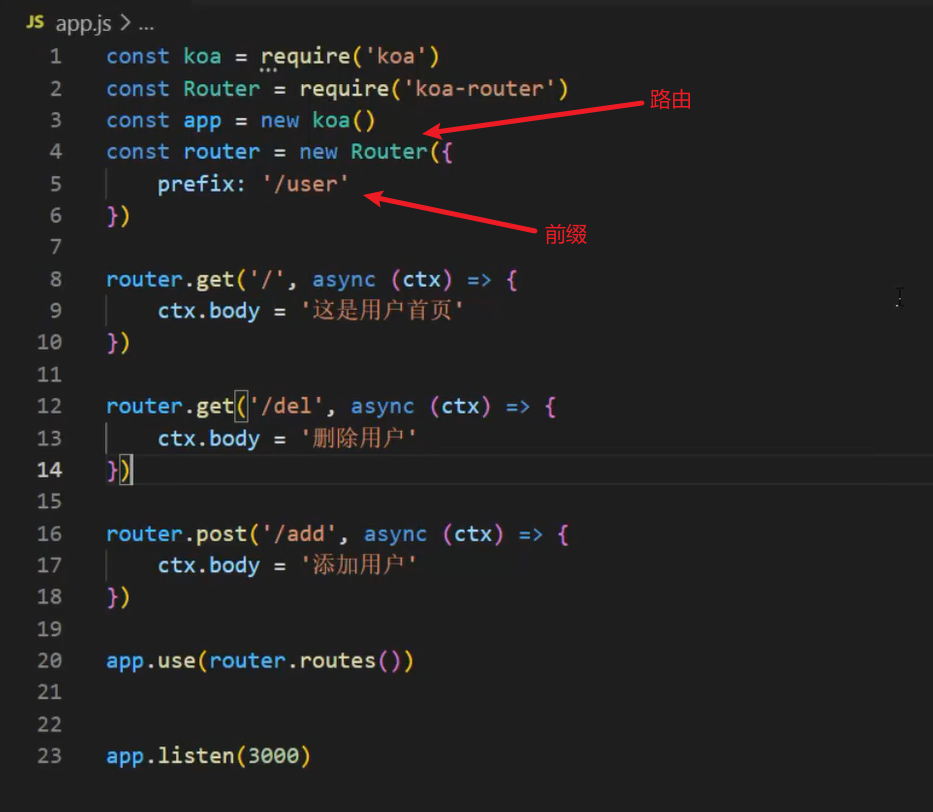 JS app.js > ...
1 const koa = require('koa')
2 const Router = require('koa-router')
路由
3 const app = new koa()
4 const router = new Router({
5     prefix: '/user'
6 })
前缀
7
8 router.get('/', async (ctx) => {
9     ctx.body = '这是用户首页'
10 })
11
12 router.get('/del', async (ctx) => {
13     ctx.body = '删除用户'
14 })
15
16 router.post('/add', async (ctx) => {
17     ctx.body = '添加用户'
18 })
19
20 app.use(router.routes())
21
22
23 app.listen(3000)